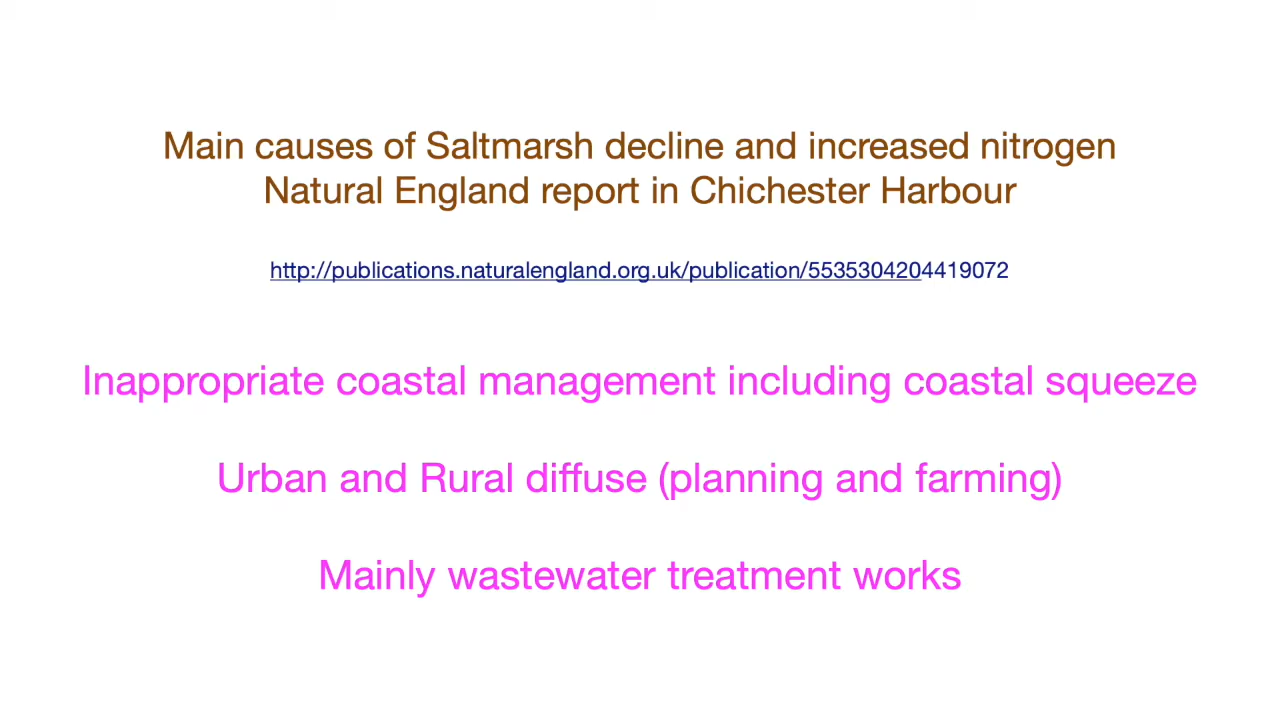 Main causes of Saltmarsh decline and increased nitrogen
Natural England report in Chichester Harbour
http://publications.naturalengland.org.uk/publication/5535304204419072
Inappropriate coastal management including coastal squeeze
Urban and Rural diffuse (planning and farming)
Mainly wastewater treatment works